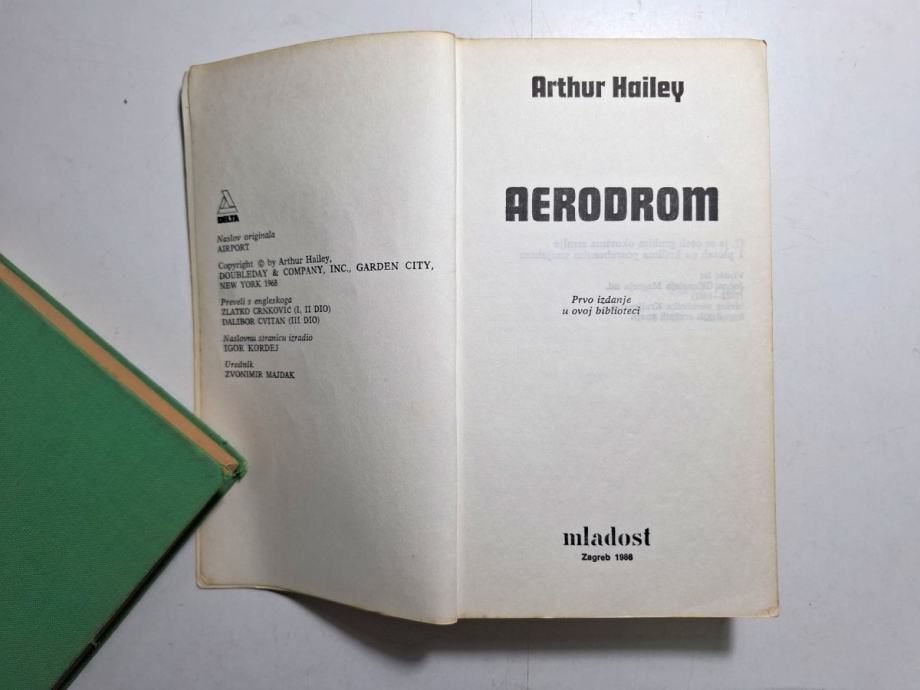 DELTA
Naslov originala
AIRPORT
Copyright © by Arthur Hailey,
DOUBLEDAY & COMPANY, INC., GARDEN CITY,
NEW YORK 1968
Preveli s engleskoga
ZLATKO CRNKOVIĆ (I, II DIO)
DALIBOR CVITAN (III DIO)
Naslovnu stranicu izradio
IGOR KORDEJ
Urednik
ZVONIMIR MAJDAK
Arthur Hailey
AERODROM
Prvo izdanje
u ovoj biblioteci
mladost
Zagreb 1986